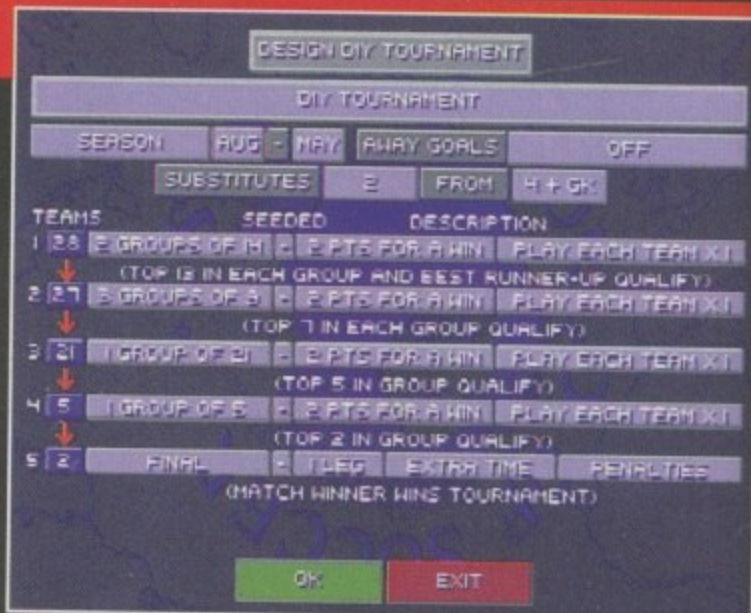 DESIGN DIY TOURNAMENT
DIY TOURNAMENT
SEASON AUG - MAY AWAY GOALS OFF
SUBSTITUTES 2 FROM 4 + GK
TEAMS SEEDED DESCRIPTION
1 28 2 GROUPS OF 14 - 2 PTS FOR A WIN PLAY EACH TEAM X 1
(TOP 13 IN EACH GROUP AND BEST RUNNER-UP QUALIFY)
2 27 3 GROUPS OF 9 - 2 PTS FOR A WIN PLAY EACH TEAM X 1
(TOP 7 IN EACH GROUP QUALIFY)
3 21 1 GROUP OF 21 - 2 PTS FOR A WIN PLAY EACH TEAM X 1
(TOP 5 IN GROUP QUALIFY)
4 5 1 GROUP OF 5 - 2 PTS FOR A WIN PLAY EACH TEAM X 1
(TOP 2 IN GROUP QUALIFY)
5 2 FINAL - 1 LEG EXTRA TIME PENALTIES
(MATCH WINNER WINS TOURNAMENT)
OK EXIT